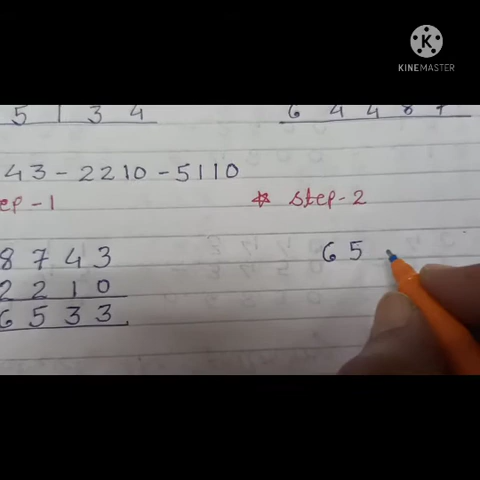 K
KINEMASTER
5 1 3 4
6 4 4 8 7
43 - 2210 - 5110
ep - 1
* Step - 2
8 7 4 3
6 5
2 2 1 0
6 5 3 3